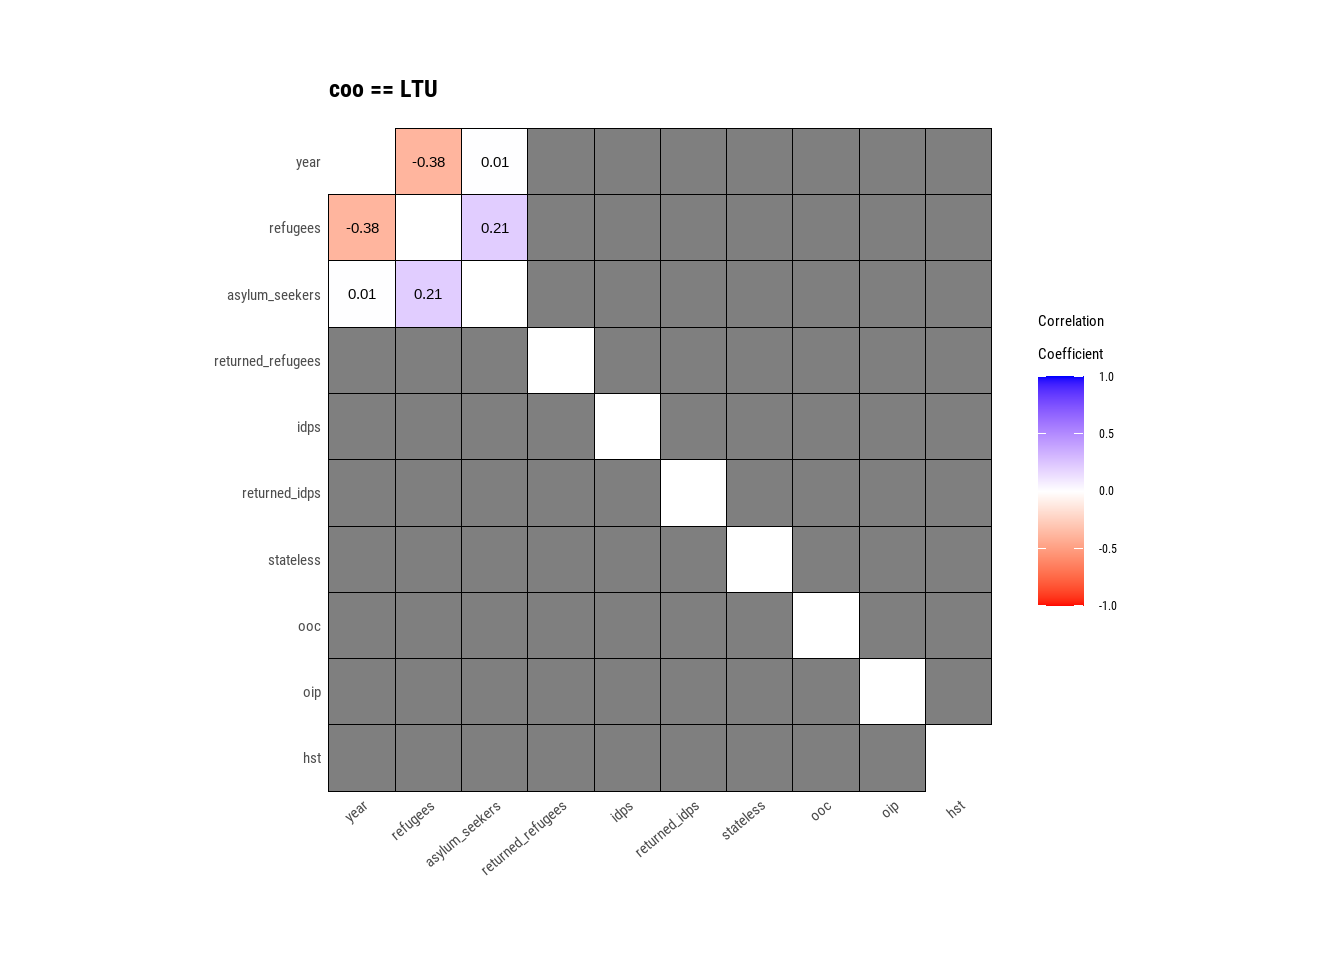 coo == LTU
year -0.38 0.01
refugees -0.38 0.21
asylum_seekers 0.01 0.21
returned_refugees
idps
returned_idps
stateless
ooc
oip
hst
year refugees asylum_seekers returned_refugees idps returned_idps stateless ooc oip hst
Correlation
Coefficient
1.0
0.5
0.0
-0.5
-1.0